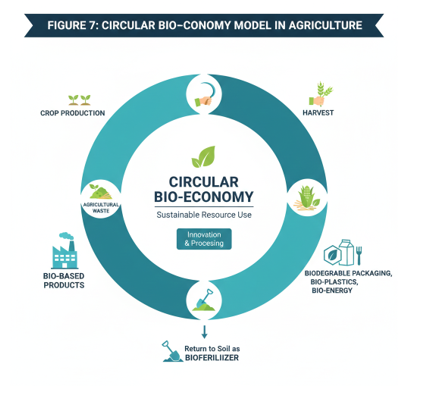 FIGURE 7: CIRCULAR BIO–CONOMY MODEL IN AGRICULTURE
CROP PRODUCTION
HARVEST
CIRCULAR
BIO-ECONOMY
Sustainable Resource Use
Innovation
& Procesing
AGRICULTURAL
WASTE
BIO-BASED
PRODUCTS
BIODEGRABLE PACKAGING,
BIO-PLASTICS,
BIO-ENERGY
Return to Soil as
BIOFERILIIZER